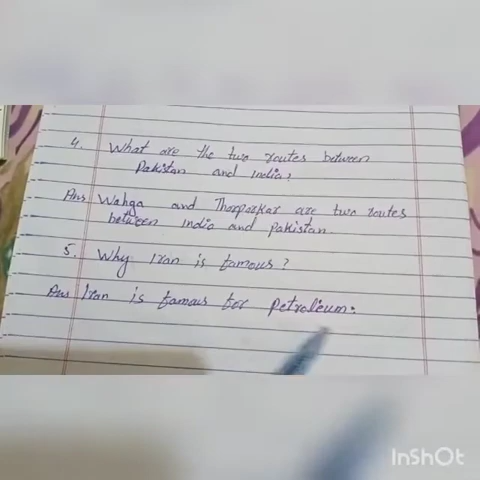 4. What are the two routes between
Pakistan and india?
Ans Wahga and Tharparkar are two routes
between india and pakistan.
5. Why Iran is famous?
Ans Iran is famous for Petroleum.
InShOt